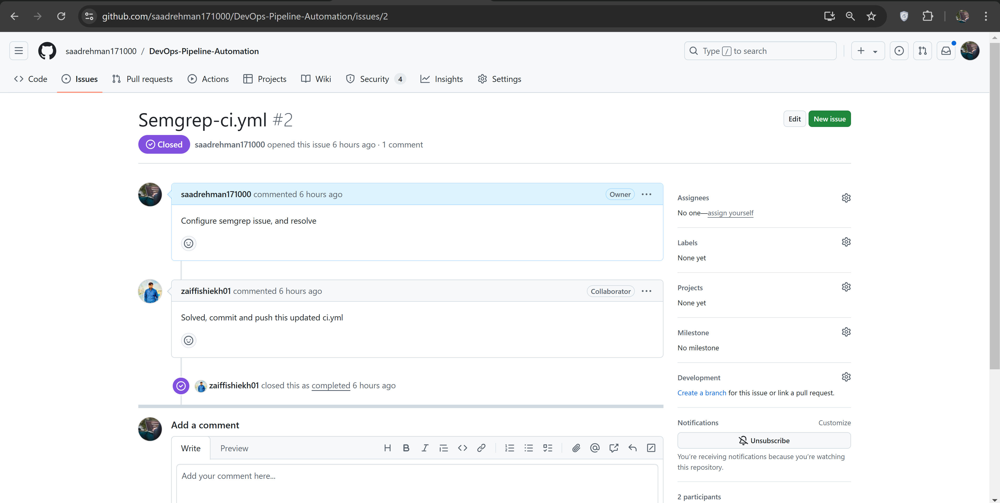 github.com/saadrehman171000/DevOps-Pipeline-Automation/issues/2
saadrehman171000 / DevOps-Pipeline-Automation
Type / to search
Code Issues Pull requests Actions Projects Wiki Security 4 Insights Settings
Semgrep-ci.yml #2
Edit New issue
Closed saadrehman171000 opened this issue 6 hours ago · 1 comment
saadrehman171000 commented 6 hours ago Owner
Configure semgrep issue, and resolve
zaiffishiekh01 commented 6 hours ago Collaborator
Solved, commit and push this updated ci.yml
zaiffishiekh01 closed this as completed 6 hours ago
Add a comment
Write Preview
Add your comment here...
Assignees
No one—assign yourself
Labels
None yet
Projects
None yet
Milestone
No milestone
Development
Create a branch for this issue or link a pull request.
Notifications Customize
Unsubscribe
You're receiving notifications because you're watching
this repository.
2 participants